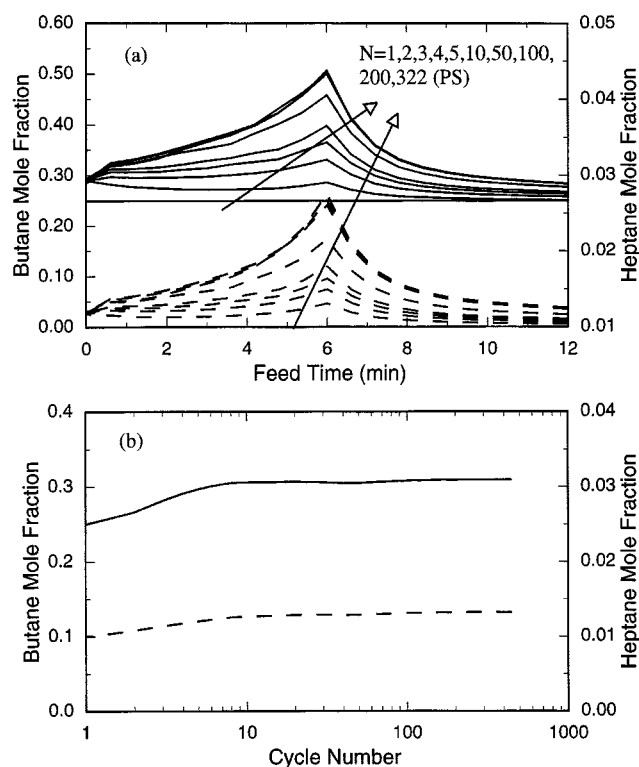 (a)
N=1,2,3,4,5,10,50,100,
200,322 (PS)
Butane Mole Fraction
0.60
0.50
0.40
0.30
0.20
0.10
0.00
Heptane Mole Fraction
0.05
0.04
0.03
0.02
0.01
0 2 4 6 8 10 12
Feed Time (min)
(b)
Butane Mole Fraction
0.4
0.3
0.2
0.1
0.0
Heptane Mole Fraction
0.04
0.03
0.02
0.01
0.00
1 10 100 1000
Cycle Number